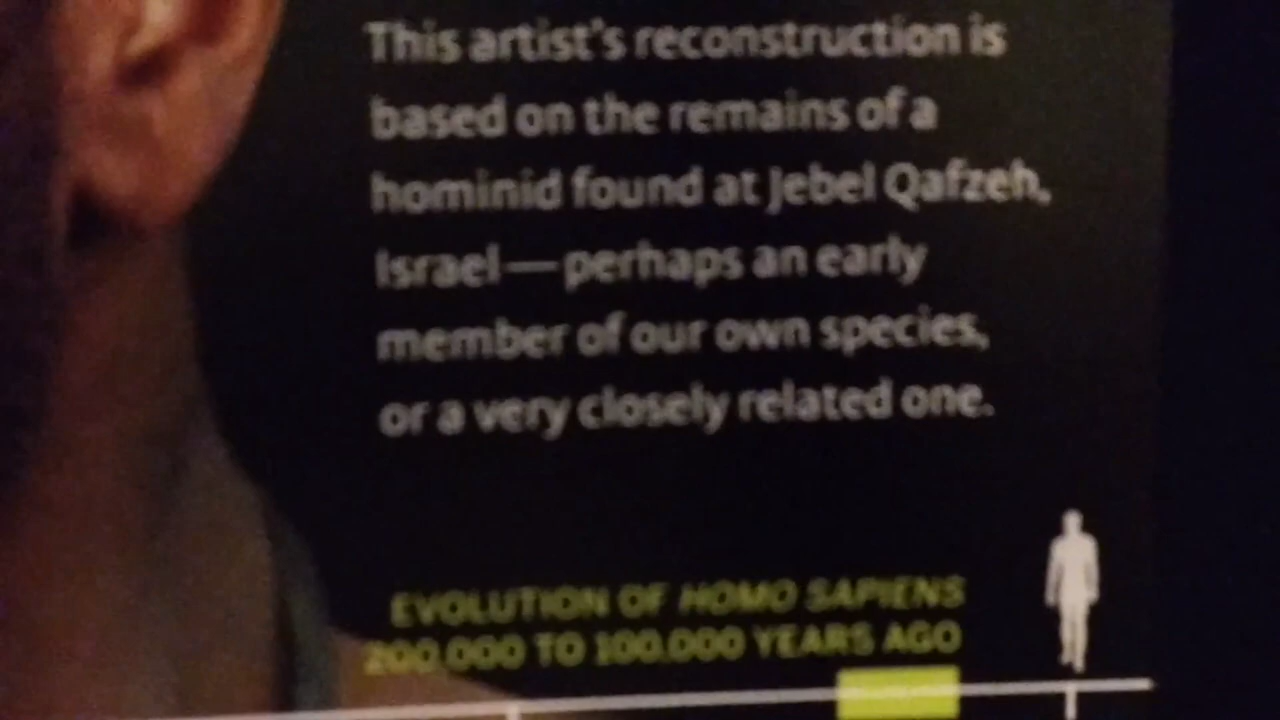 This artist's reconstruction is
based on the remains of a
hominid found at Jebel Qafzeh,
Israel—perhaps an early
member of our own species,
or a very closely related one.
EVOLUTION OF HOMO SAPIENS
200,000 TO 100,000 YEARS AGO